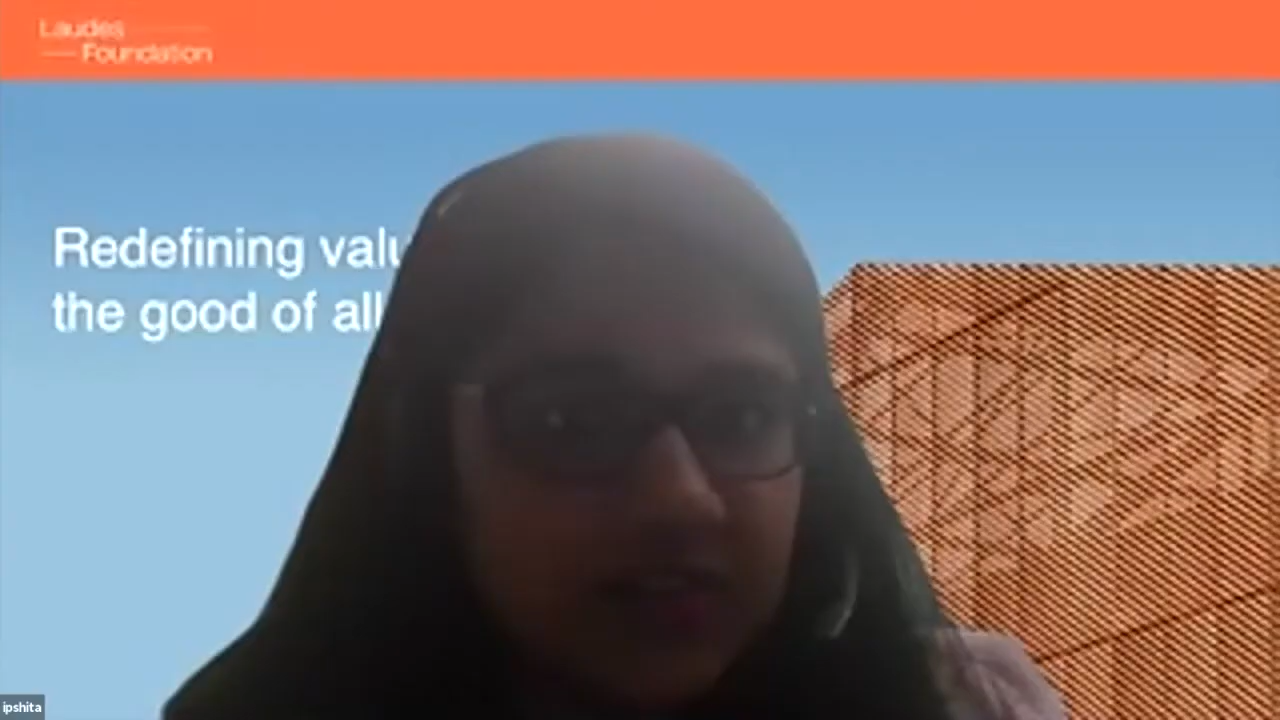 Laudes
Foundation
Redefining valu
the good of all
ipshita